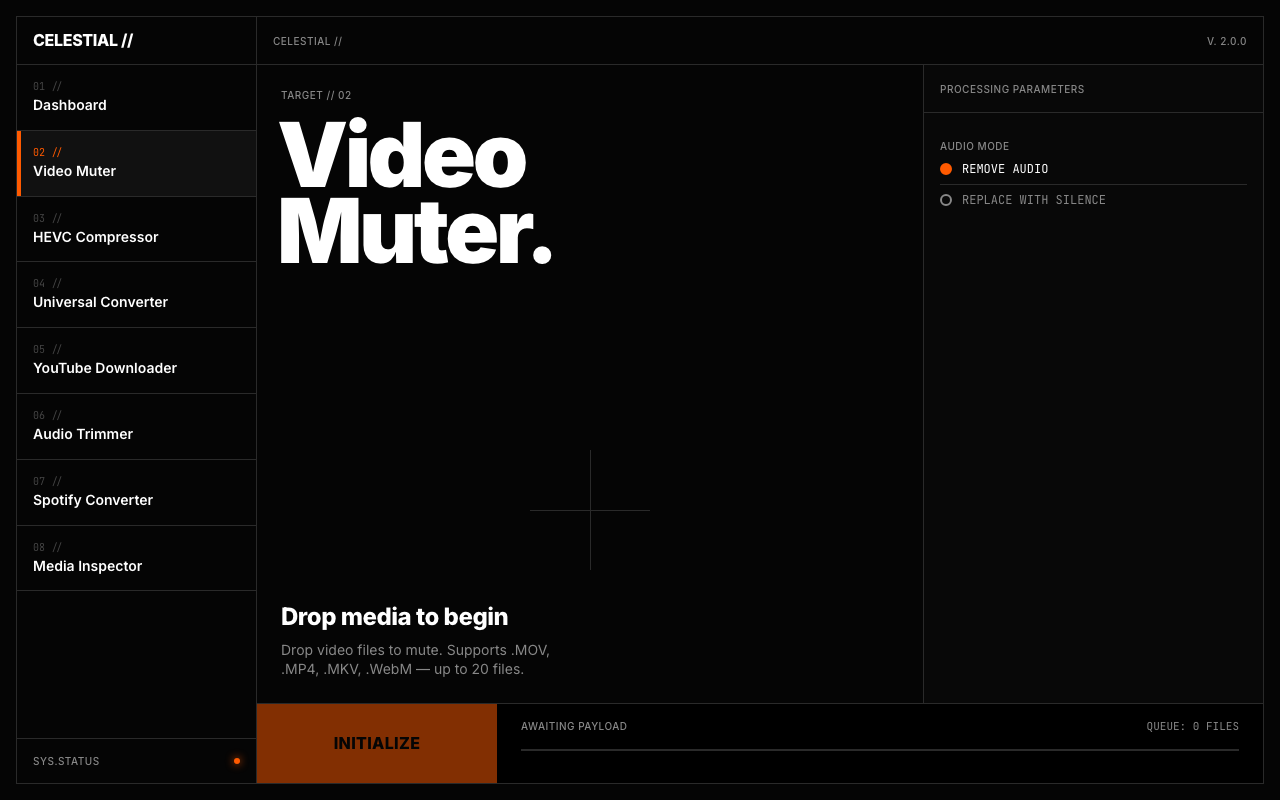 CELESTIAL //
01 //
Dashboard
02 //
Video Muter
03 //
HEVC Compressor
04 //
Universal Converter
05 //
YouTube Downloader
06 //
Audio Trimmer
07 //
Spotify Converter
08 //
Media Inspector
SYS.STATUS
CELESTIAL //
V. 2.0.0
TARGET // 02
Video
Muter.
Drop media to begin
Drop video files to mute. Supports .MOV,
.MP4, .MKV, .WebM — up to 20 files.
PROCESSING PARAMETERS
AUDIO MODE
REMOVE AUDIO
REPLACE WITH SILENCE
INITIALIZE
AWAITING PAYLOAD
QUEUE: 0 FILES